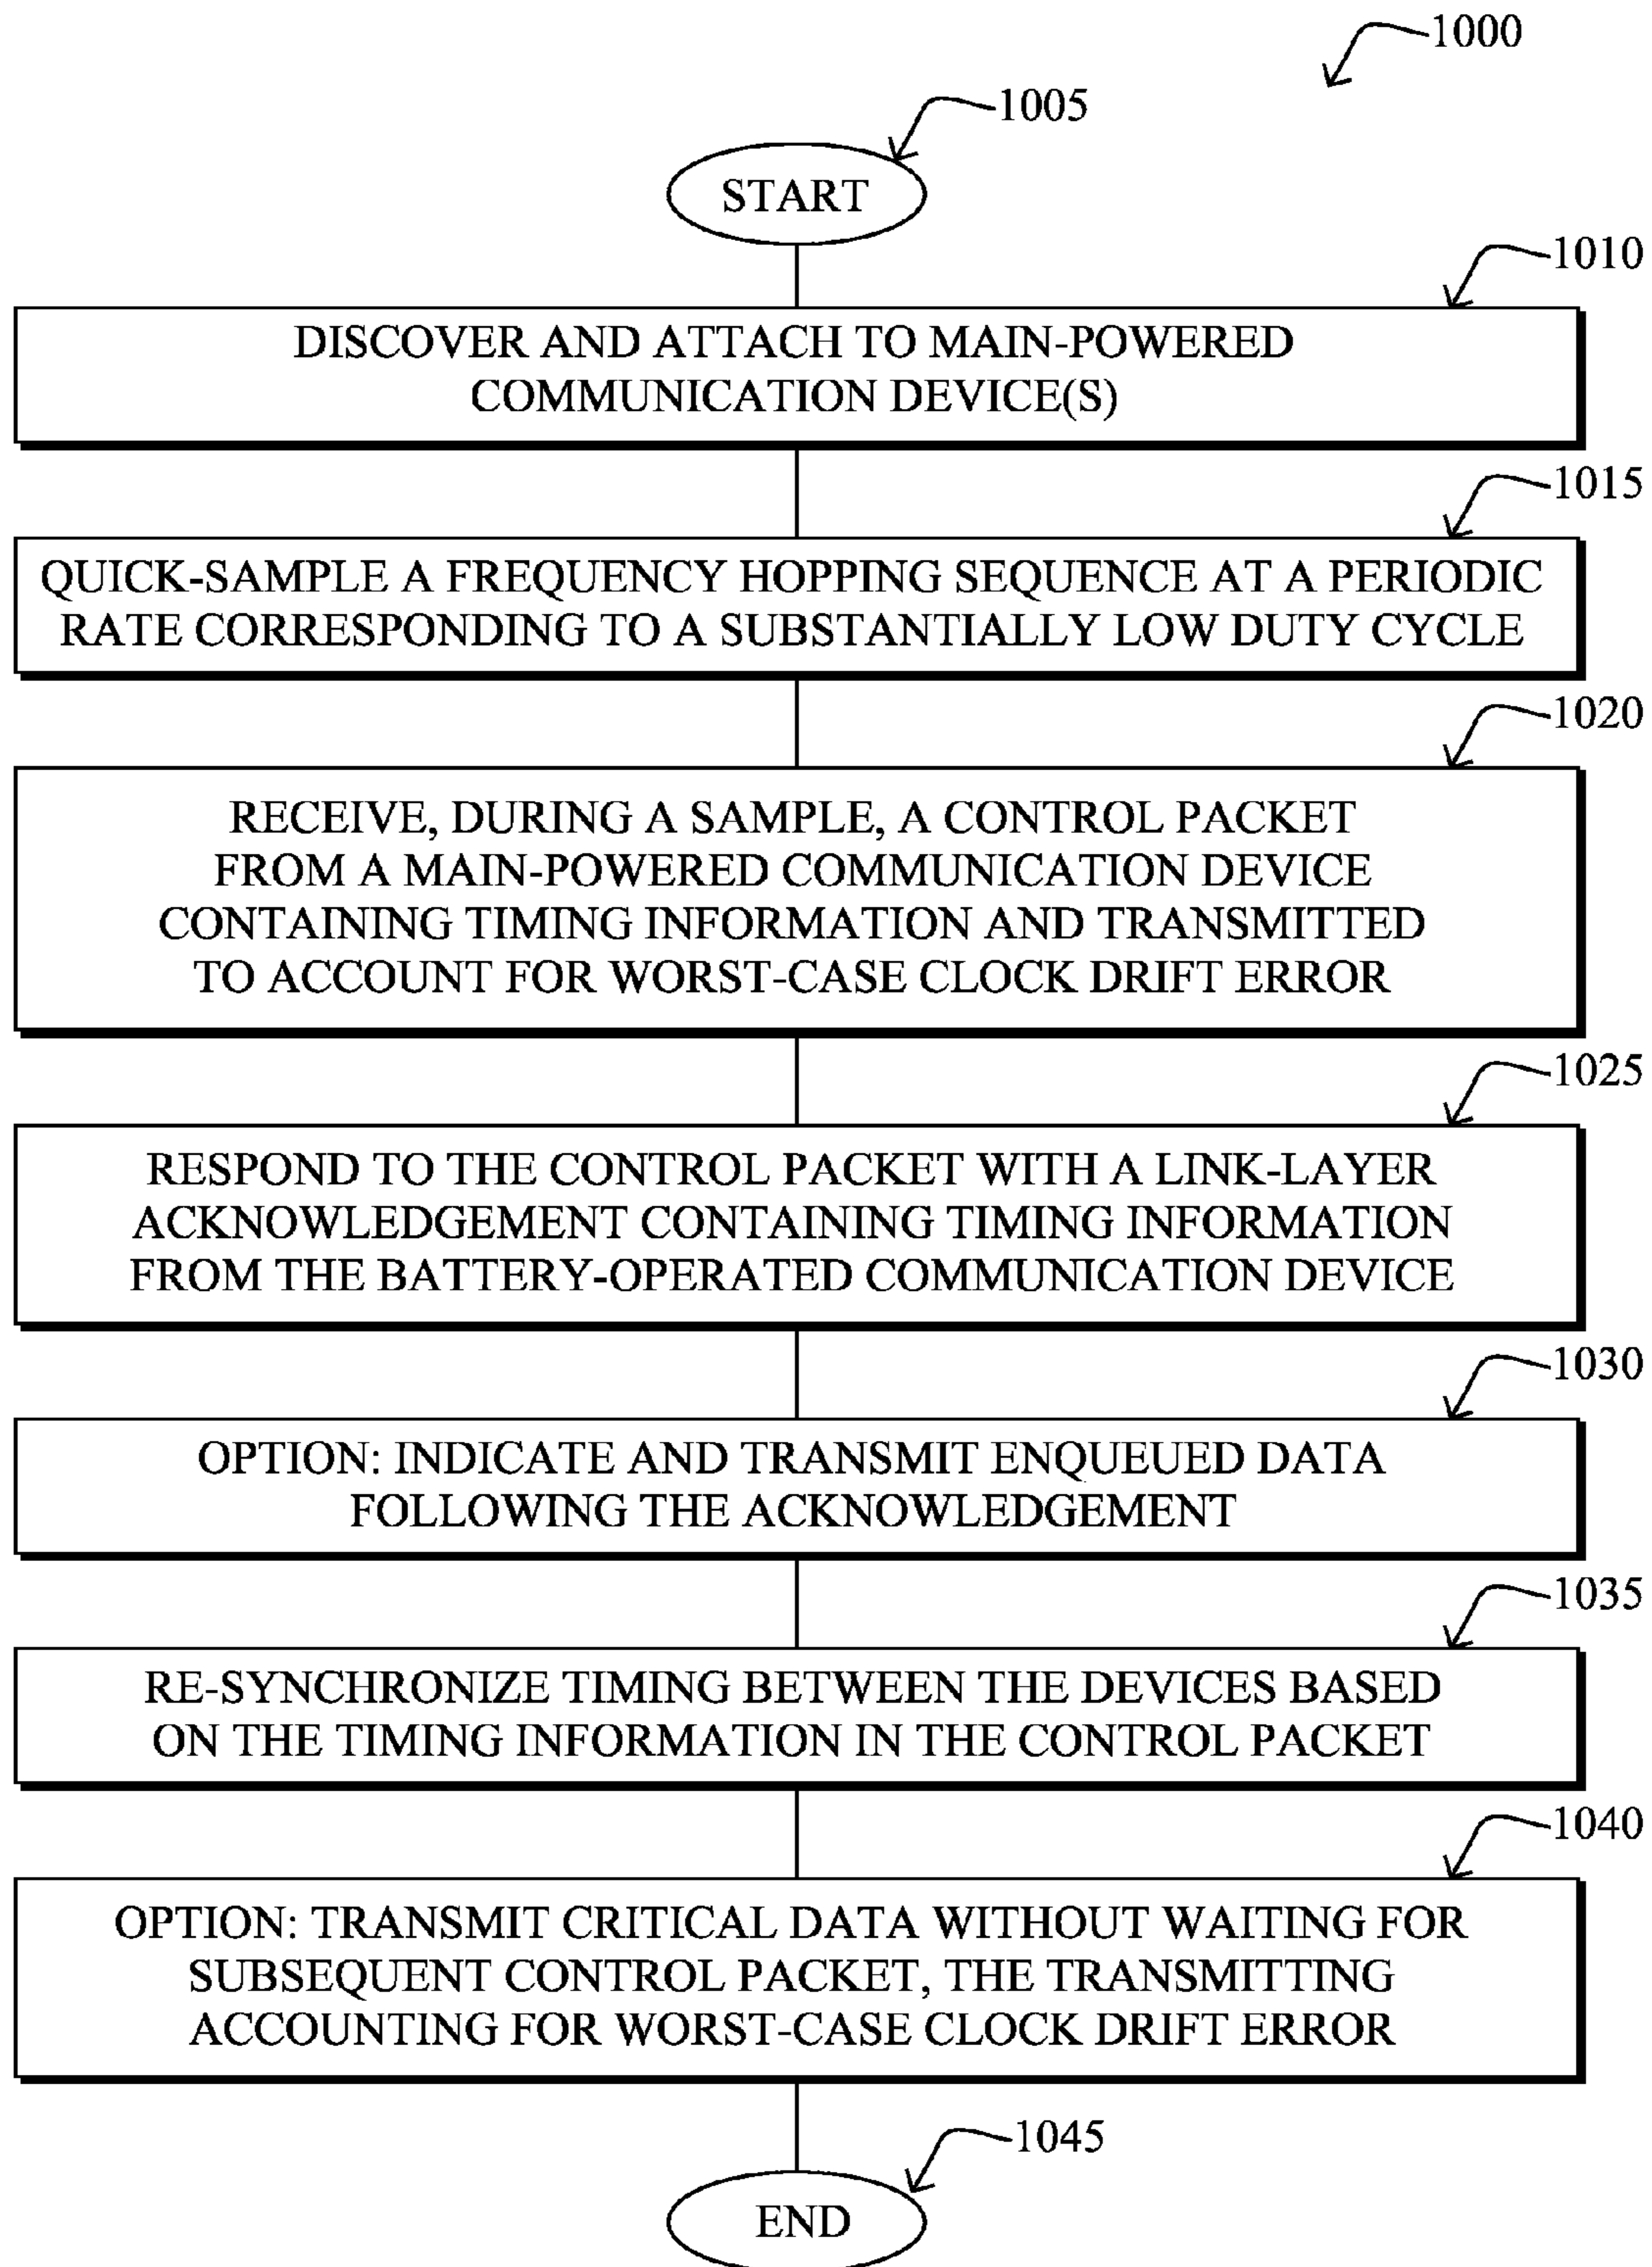 1000
1005
START
1010
DISCOVER AND ATTACH TO MAIN-POWERED
COMMUNICATION DEVICE(S)
1015
QUICK-SAMPLE A FREQUENCY HOPPING SEQUENCE AT A PERIODIC
RATE CORRESPONDING TO A SUBSTANTIALLY LOW DUTY CYCLE
1020
RECEIVE, DURING A SAMPLE, A CONTROL PACKET
FROM A MAIN-POWERED COMMUNICATION DEVICE
CONTAINING TIMING INFORMATION AND TRANSMITTED
TO ACCOUNT FOR WORST-CASE CLOCK DRIFT ERROR
1025
RESPOND TO THE CONTROL PACKET WITH A LINK-LAYER
ACKNOWLEDGEMENT CONTAINING TIMING INFORMATION
FROM THE BATTERY-OPERATED COMMUNICATION DEVICE
1030
OPTION: INDICATE AND TRANSMIT ENQUEUED DATA
FOLLOWING THE ACKNOWLEDGEMENT
1035
RE-SYNCHRONIZE TIMING BETWEEN THE DEVICES BASED
ON THE TIMING INFORMATION IN THE CONTROL PACKET
1040
OPTION: TRANSMIT CRITICAL DATA WITHOUT WAITING FOR
SUBSEQUENT CONTROL PACKET, THE TRANSMITTING
ACCOUNTING FOR WORST-CASE CLOCK DRIFT ERROR
1045
END